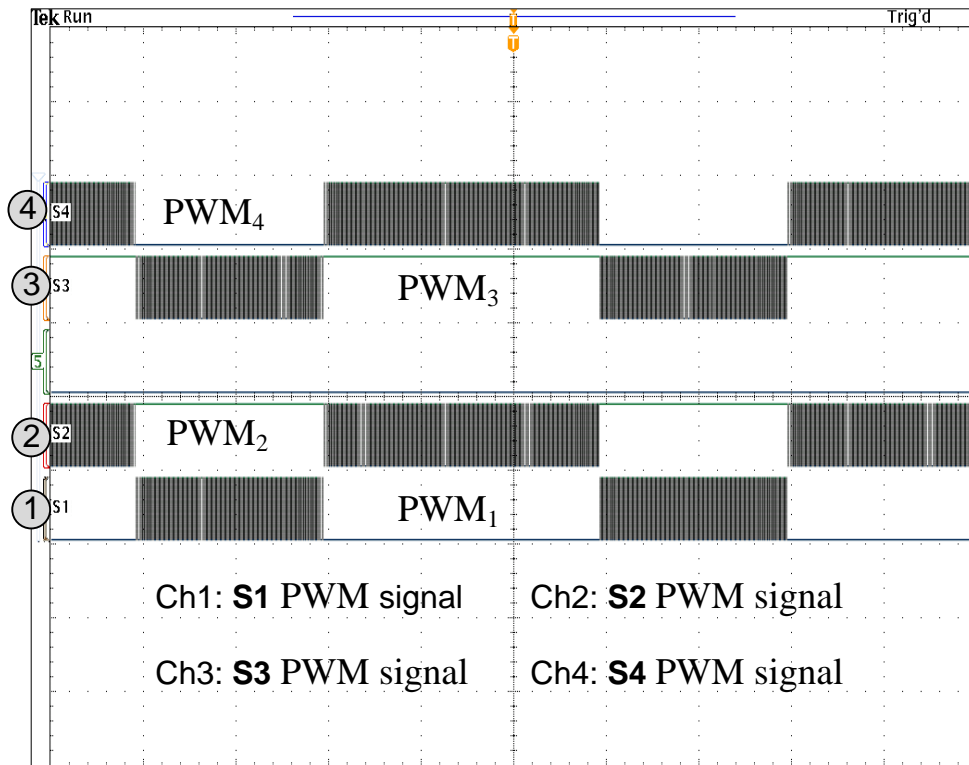 Tek Run Trig'd
T
T
4 S4 PWM4
3 S3 PWM3
5
2 S2 PWM2
1 S1 PWM1
Ch1: S1 PWM signal Ch2: S2 PWM signal
Ch3: S3 PWM signal Ch4: S4 PWM signal